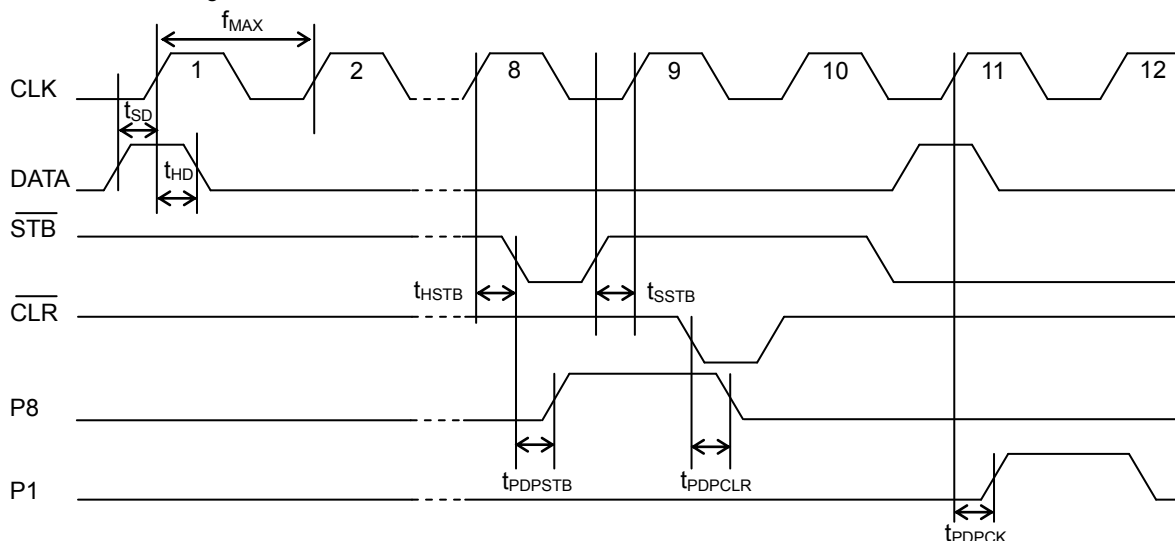 fMAX
1 2 8 9 10 11 12
CLK
tSD
tHD
DATA
STB
tHSTB tSSTB
CLR
P8
tPDPSTB tPDPCLR
P1
tPDPCK